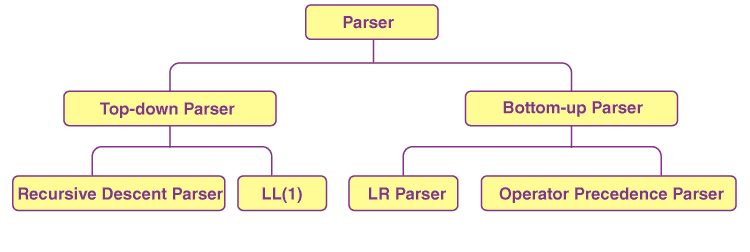 Parser
Top-down Parser
Bottom-up Parser
Recursive Descent Parser
LL(1)
LR Parser
Operator Precedence Parser